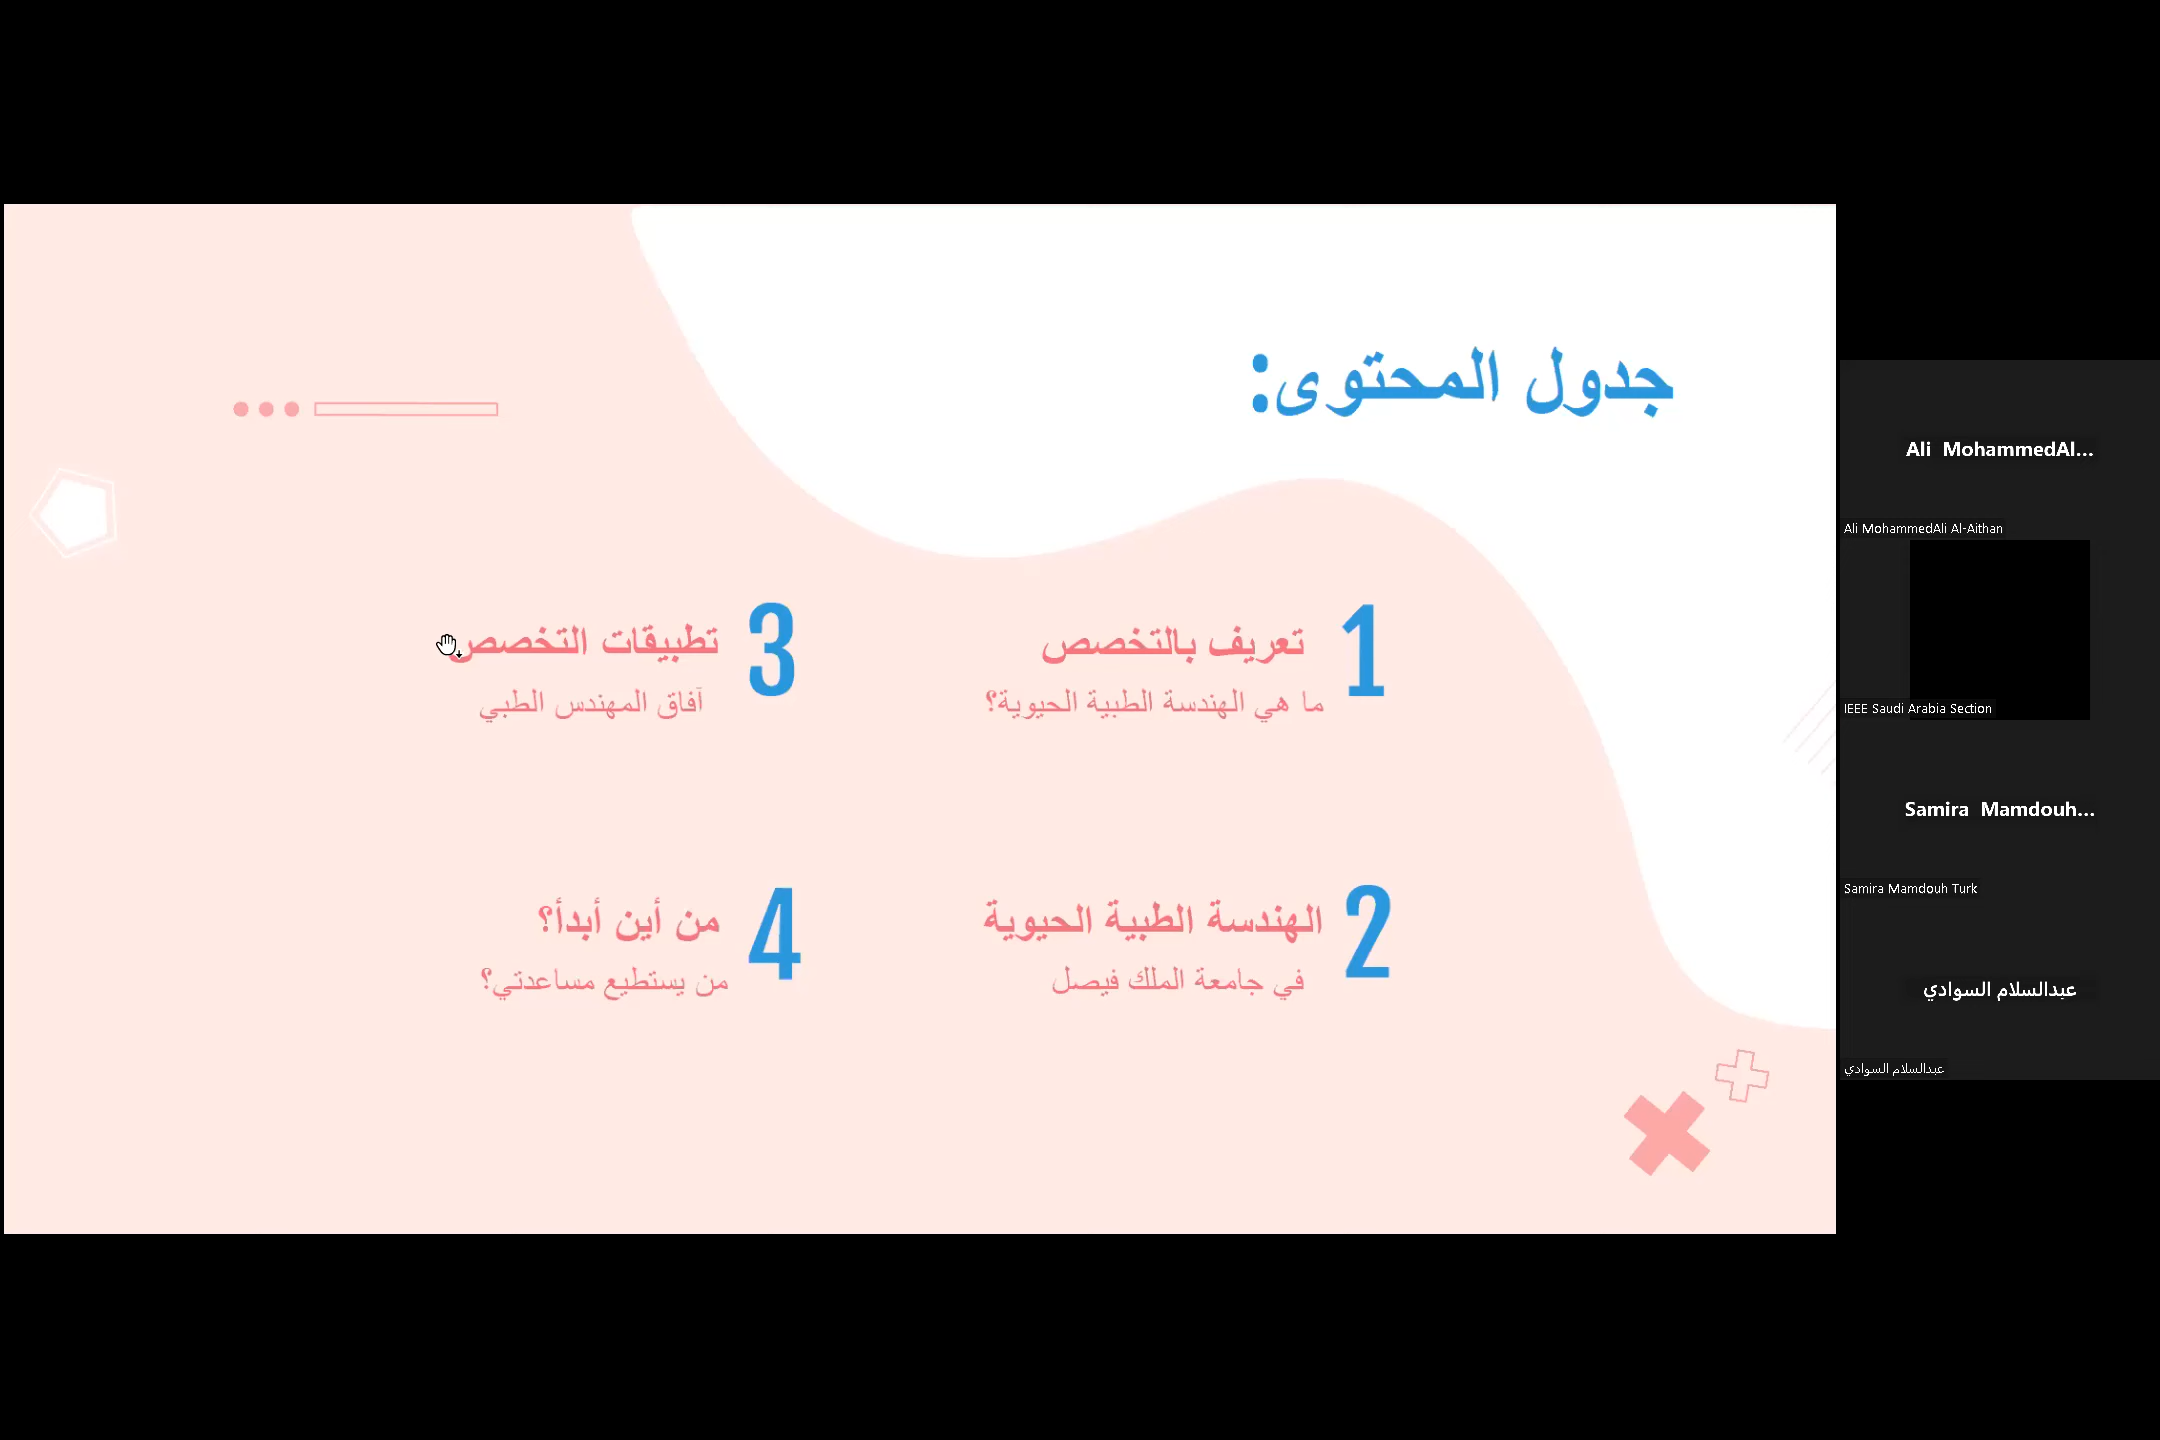 جدول المحتوى:
1
تعريف بالتخصص
ما هي الهندسة الطبية الحيوية؟
2
الهندسة الطبية الحيوية
في جامعة الملك فيصل
3
تطبيقات التخصص
آفاق المهندس الطبي
4
من أين أبدأ؟
من يستطيع مساعدتي؟
Ali MohammedAl...
Ali MohammedAli Al-Aithan
IEEE Saudi Arabia Section
Samira Mamdouh...
Samira Mamdouh Turk
عبدالسلام السوادي
عبدالسلام السوادي